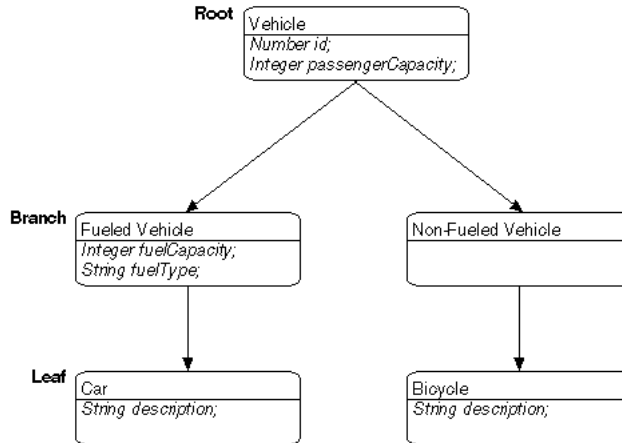 Root
Vehicle
Number id;
Integer passengerCapacity;
Branch
Fueled Vehicle
Integer fuelCapacity;
String fuelType;
Non-Fueled Vehicle
Leaf
Car
String description;
Bicycle
String description;